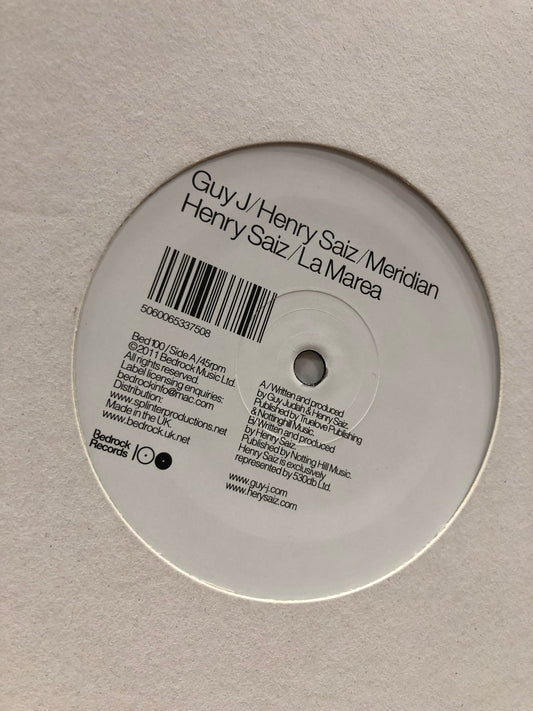 Guy J/Henry Saiz/Meridian
Henry Saiz/La Marea
5060065337508
Bed100/Side A/45rpm
©2011 Bedrock Music Ltd.
All rights reserved.
Label licensing enquiries:
bedrockinfo@mac.com
Distribution:
www.splinterproductions.net
Made in the UK.
www.bedrock.uk.net
Bedrock
Records
100
A/Written and produced
by Guy Judah & Henry Saiz.
Published by Truelove Publishing
& Nottinghill Music.
B/Written and produced
by Henry Saiz.
Published by Notting Hill Music.
Henry Saiz is exclusively
represented by 530db Ltd.
www.guy-j.com
www.herysaiz.com